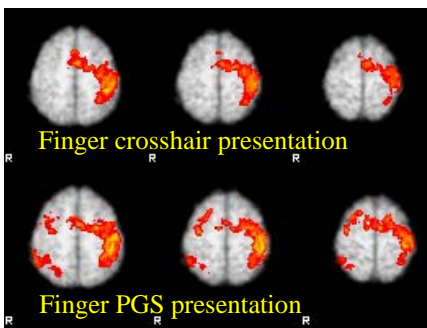 Finger crosshair presentation
R R R
R R R
Finger PGS presentation